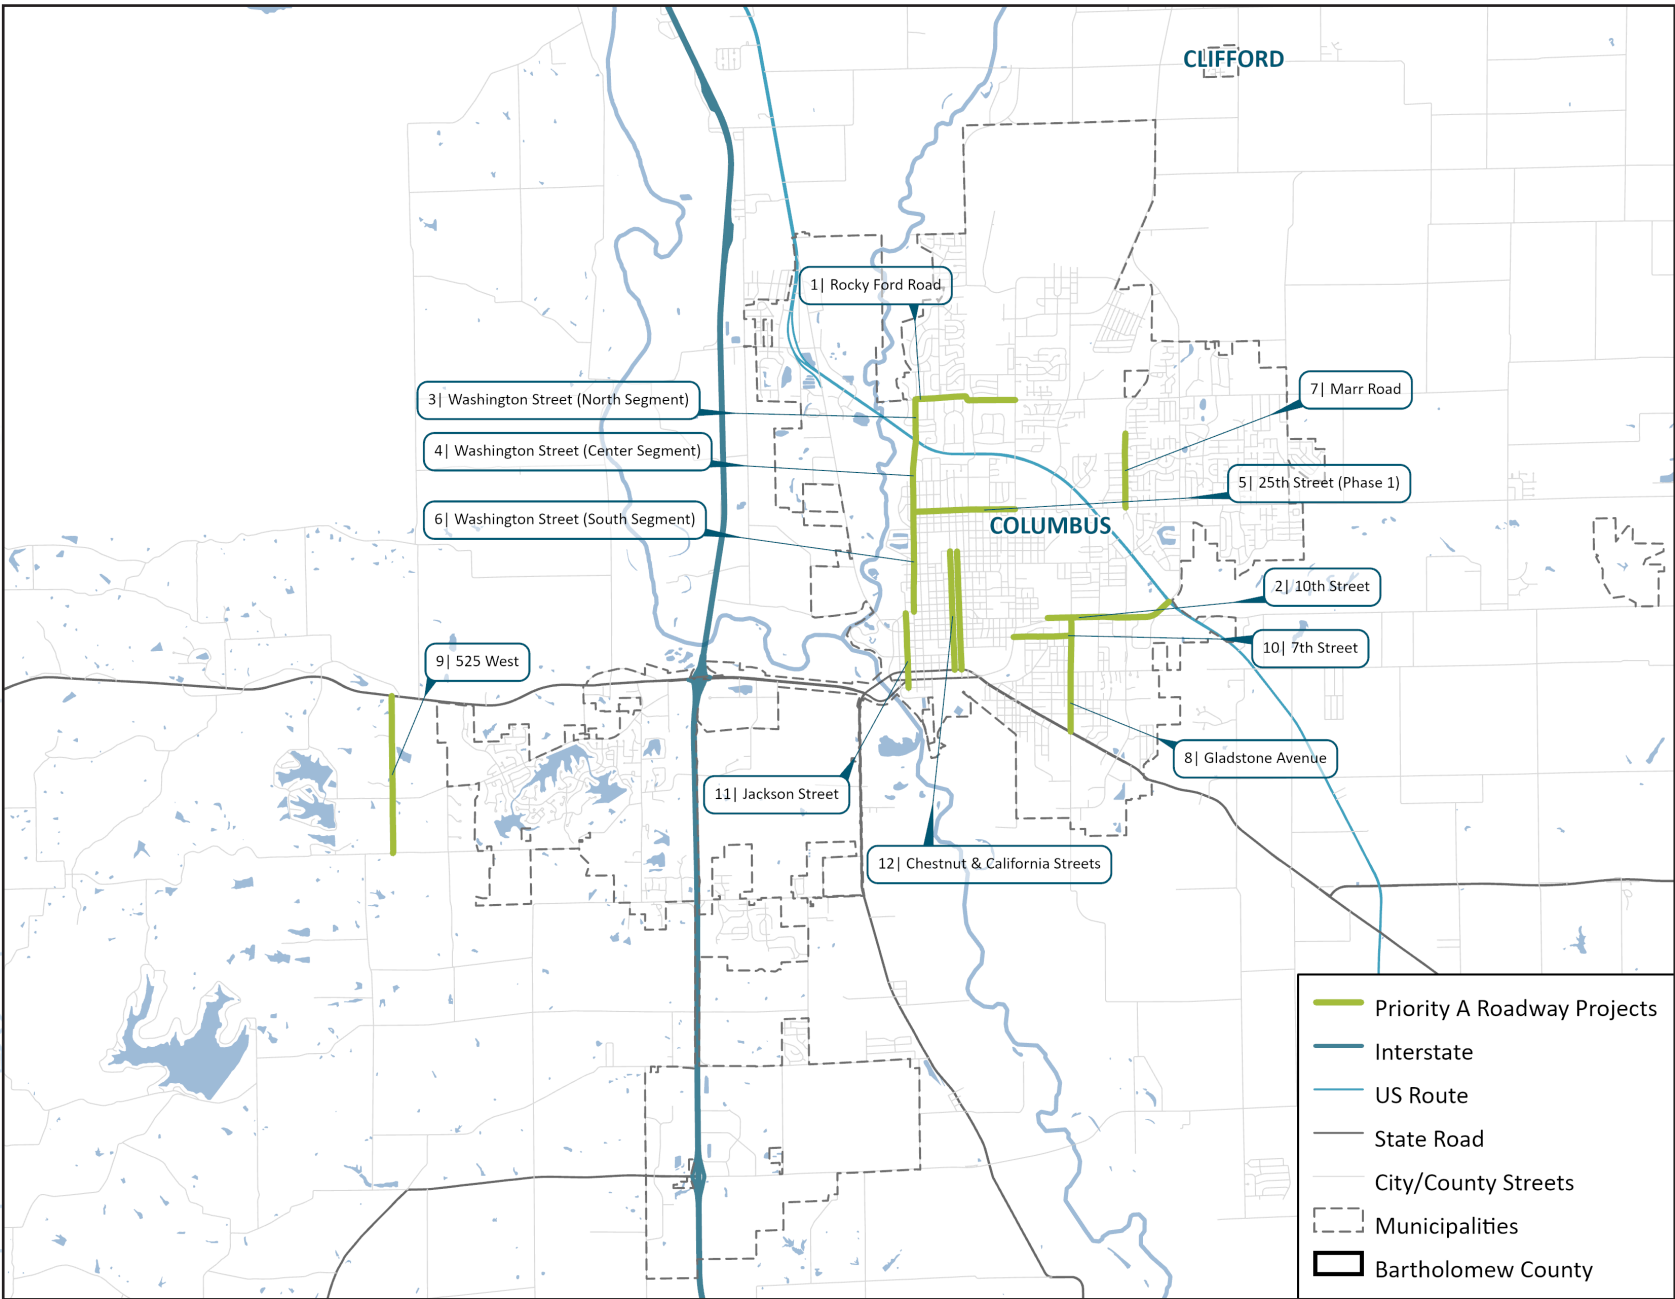 CLIFFORD
1| Rocky Ford Road
3| Washington Street (North Segment)
7| Marr Road
4| Washington Street (Center Segment)
5| 25th Street (Phase 1)
6| Washington Street (South Segment)
COLUMBUS
2| 10th Street
10| 7th Street
9| 525 West
8| Gladstone Avenue
11| Jackson Street
12| Chestnut & California Streets
Priority A Roadway Projects
Interstate
US Route
State Road
City/County Streets
Municipalities
Bartholomew County